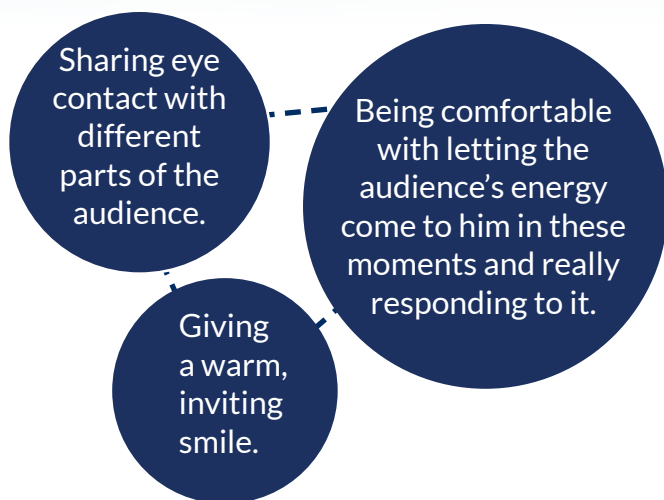 Sharing eye
contact with
different
parts of the
audience.
Being comfortable
with letting the
audience’s energy
come to him in these
moments and really
responding to it.
Giving
a warm,
inviting
smile.